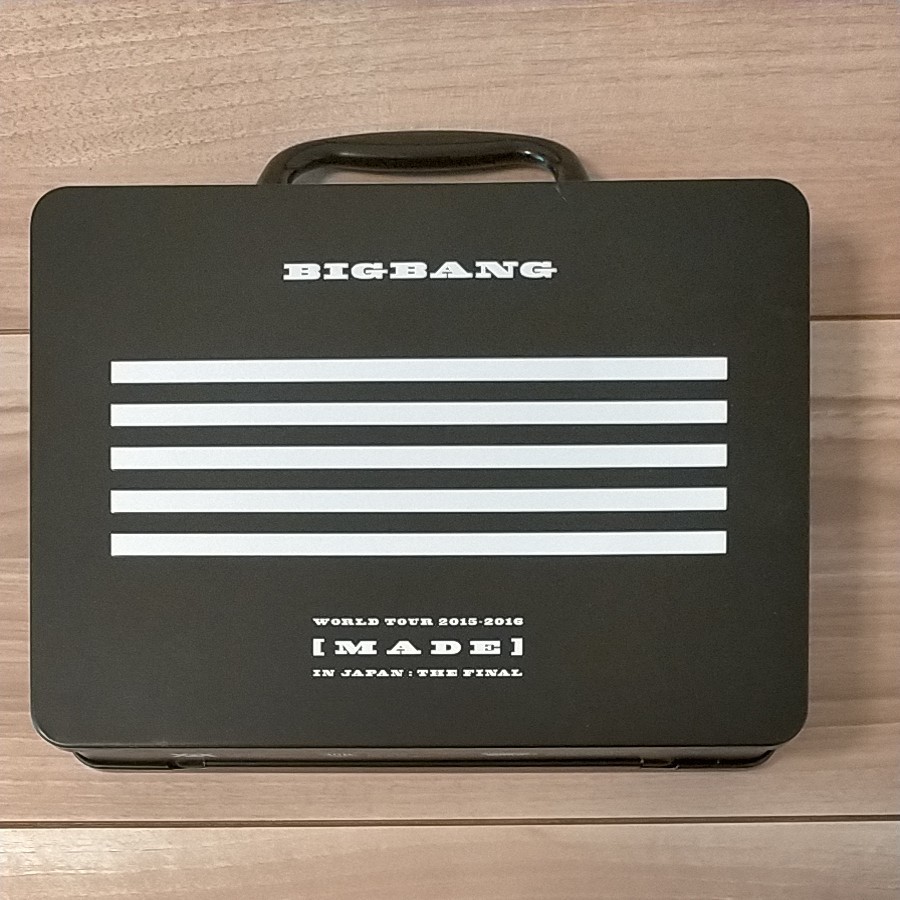 BIGBANG
WORLD TOUR 2015-2016
[MADE]
IN JAPAN : THE FINAL